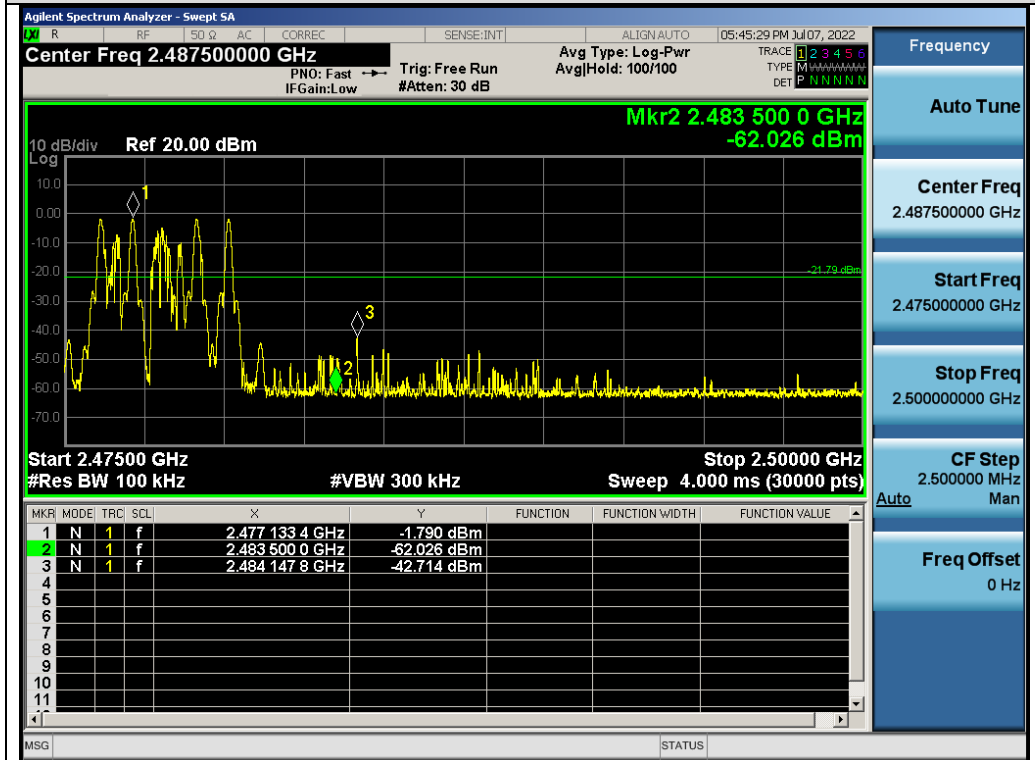 Agilent Spectrum Analyzer - Swept SA
LXI R RF 50 Ω AC CORREC SENSE:INT ALIGN AUTO 05:45:29 PM Jul 07, 2022
Center Freq 2.487500000 GHz
PNO: Fast
IFGain:Low
Trig: Free Run
#Atten: 30 dB
Avg Type: Log-Pwr
Avg|Hold: 100/100
TRACE 1 2 3 4 5 6
TYPE M WWWWW
DET P N N N N N
Mkr2 2.483 500 0 GHz
-62.026 dBm
10 dB/div Ref 20.00 dBm
Log
10.0
0.00
-10.0
-20.0
-30.0
-40.0
-50.0
-60.0
-70.0
1
2
3
-21.79 dBm
Start 2.47500 GHz Stop 2.50000 GHz
#Res BW 100 kHz #VBW 300 kHz Sweep 4.000 ms (30000 pts)
MKR MODE TRC SCL X Y FUNCTION FUNCTION WIDTH FUNCTION VALUE
1 N 1 f 2.477 133 4 GHz -1.790 dBm
2 N 1 f 2.483 500 0 GHz -62.026 dBm
3 N 1 f 2.484 147 8 GHz -42.714 dBm
4
5
6
7
8
9
10
11
MSG STATUS
Frequency
Auto Tune
Center Freq
2.487500000 GHz
Start Freq
2.475000000 GHz
Stop Freq
2.500000000 GHz
CF Step
2.500000 MHz
Auto Man
Freq Offset
0 Hz